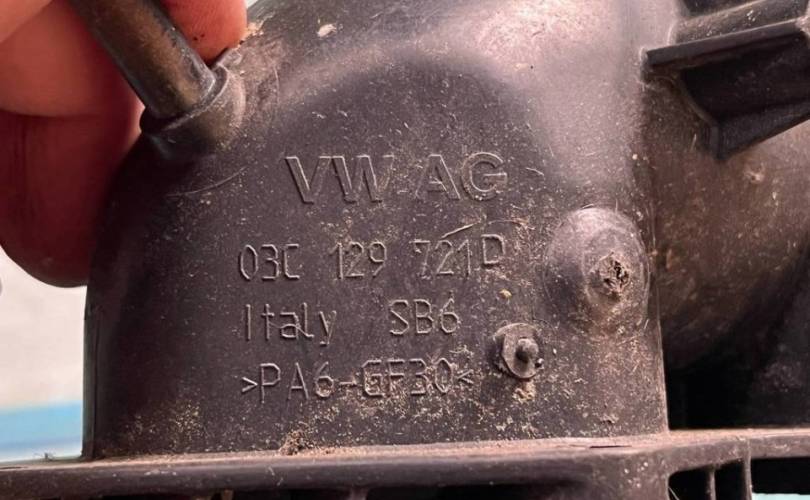 VW AG
03C 129 721D
Italy SB6
>PA6-GF30<